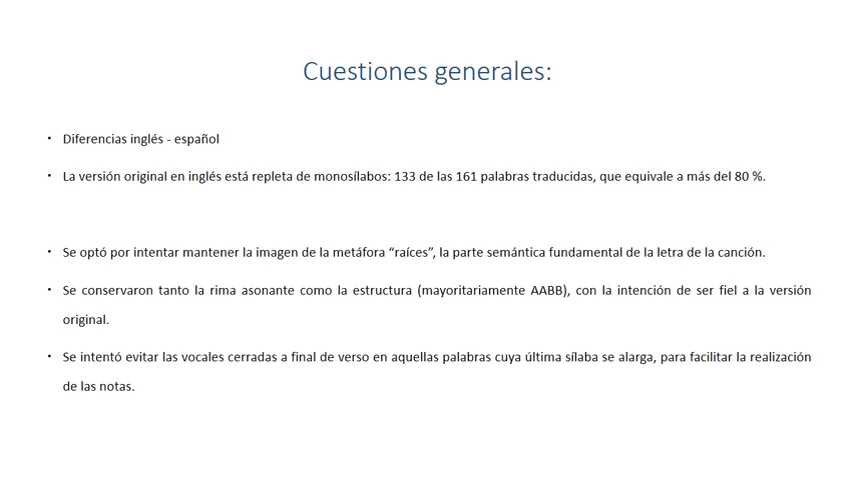 Cuestiones generales:
• Diferencias inglés - español
• La versión original en inglés está repleta de monosílabos: 133 de las 161 palabras traducidas, que equivale a más del 80 %.
• Se optó por intentar mantener la imagen de la metáfora “raíces”, la parte semántica fundamental de la letra de la canción.
• Se conservaron tanto la rima asonante como la estructura (mayoritariamente AABB), con la intención de ser fiel a la versión
original.
• Se intentó evitar las vocales cerradas a final de verso en aquellas palabras cuya última sílaba se alarga, para facilitar la realización
de las notas.